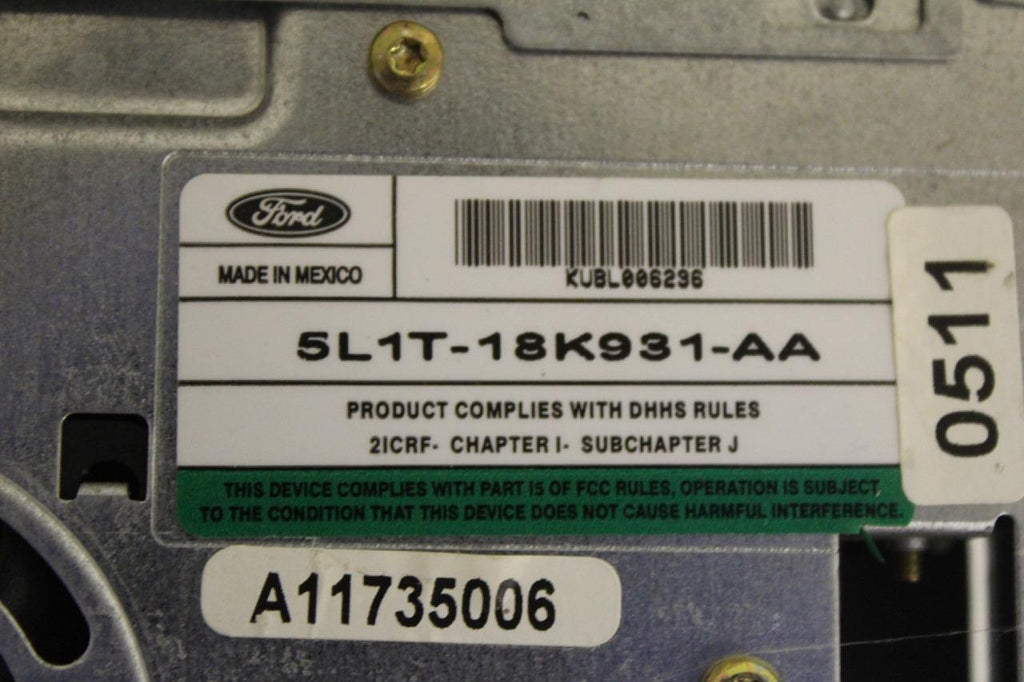 Ford
MADE IN MEXICO
KUBL006236
5L1T-18K931-AA
PRODUCT COMPLIES WITH DHHS RULES
21CRF- CHAPTER I- SUBCHAPTER J
THIS DEVICE COMPLIES WITH PART 15 OF FCC RULES, OPERATION IS SUBJECT
TO THE CONDITION THAT THIS DEVICE DOES NOT CAUSE HARMFUL INTERFERENCE.
0511
A11735006